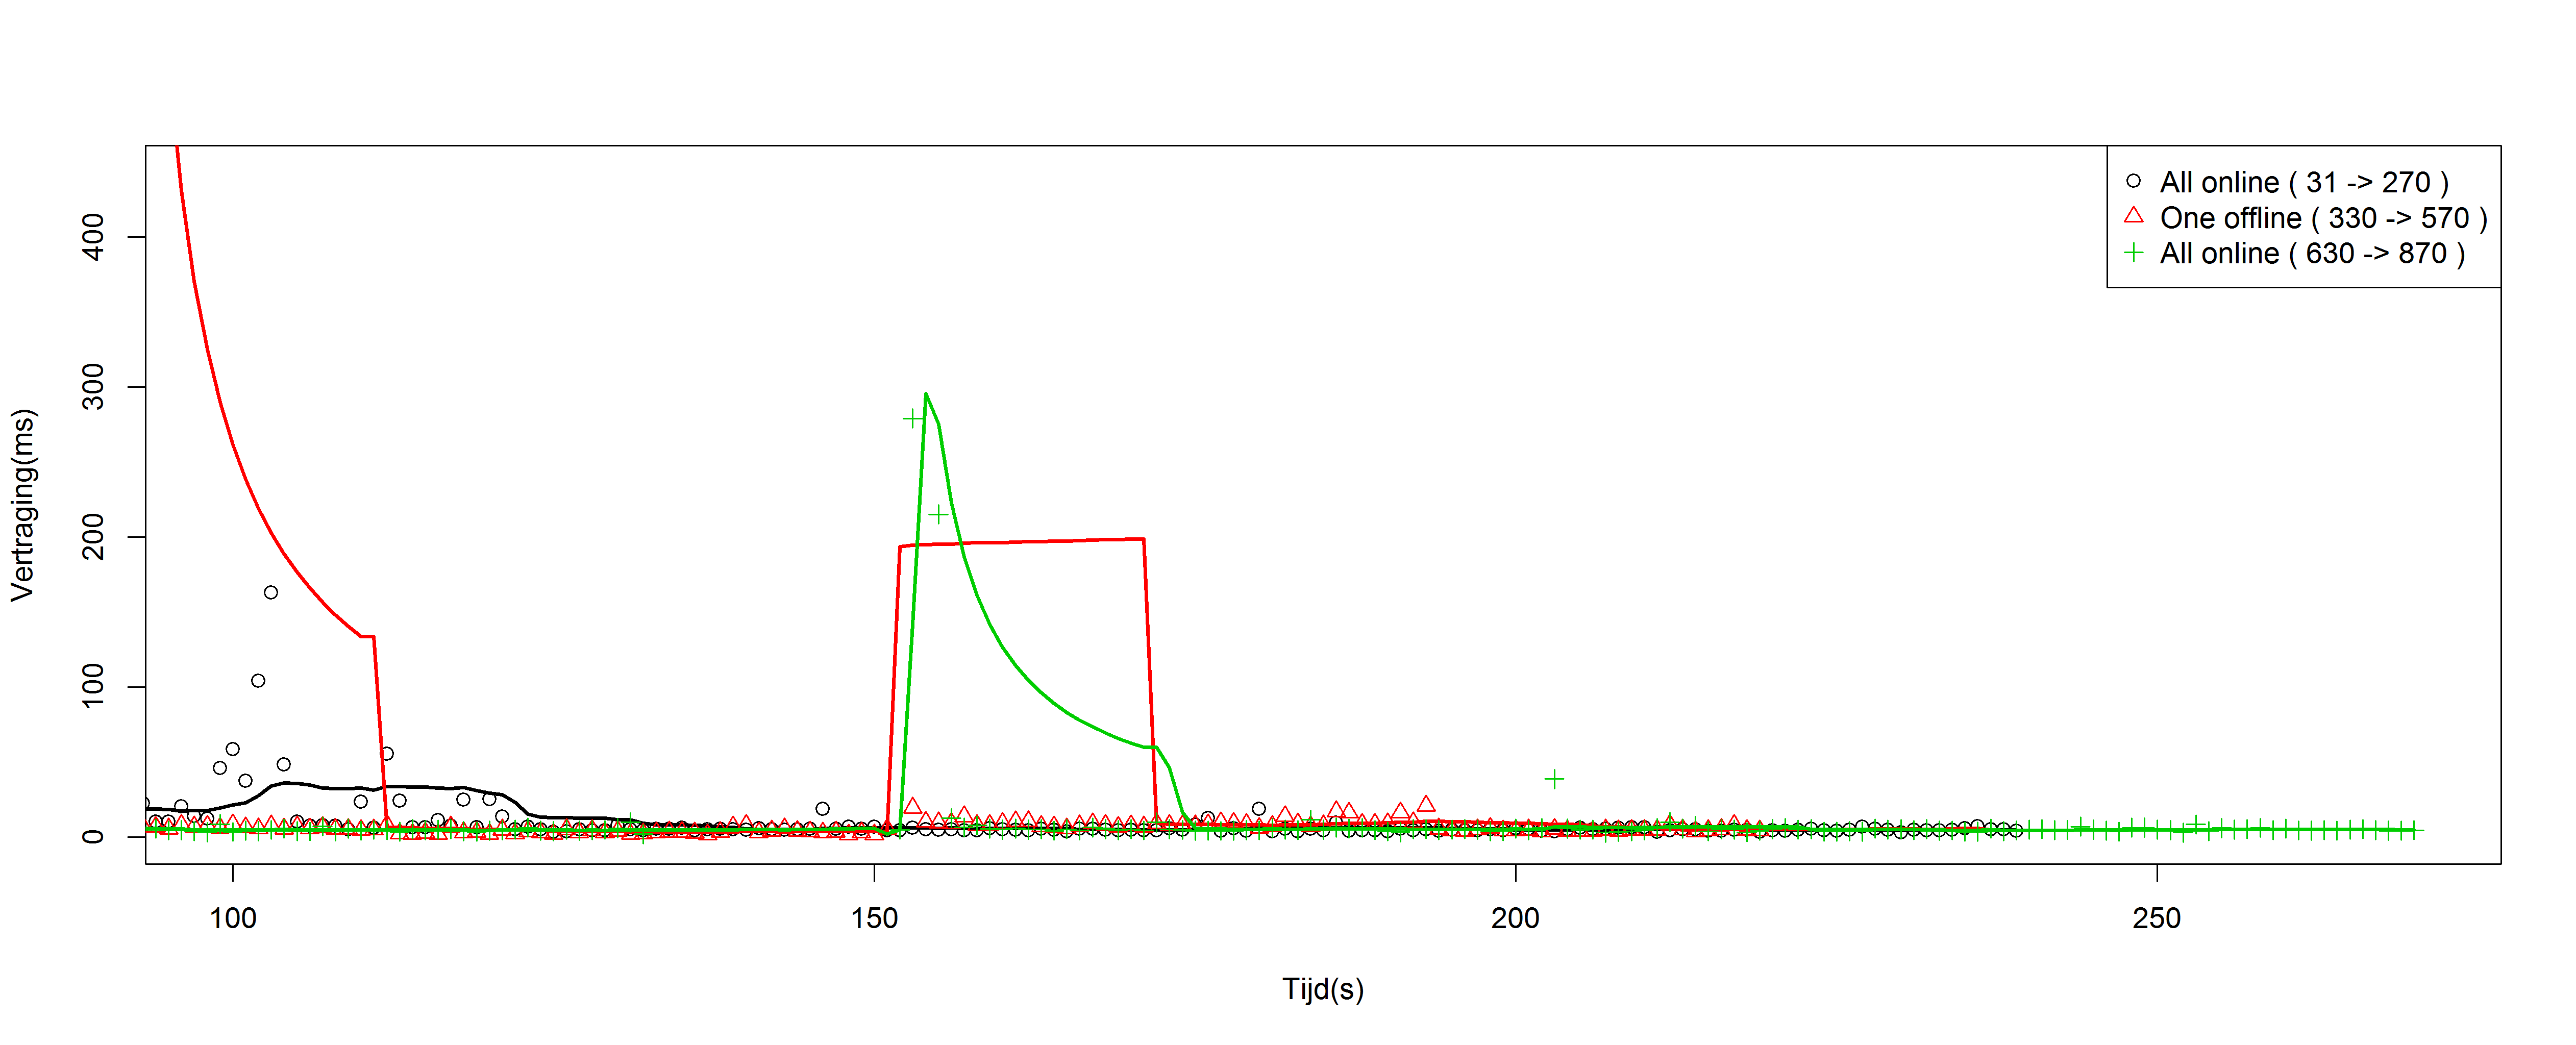 All online ( 31 -> 270 )
One offline ( 330 -> 570 )
All online ( 630 -> 870 )
Vertraging(ms)
400
300
200
100
0
100
150
200
250
Tijd(s)